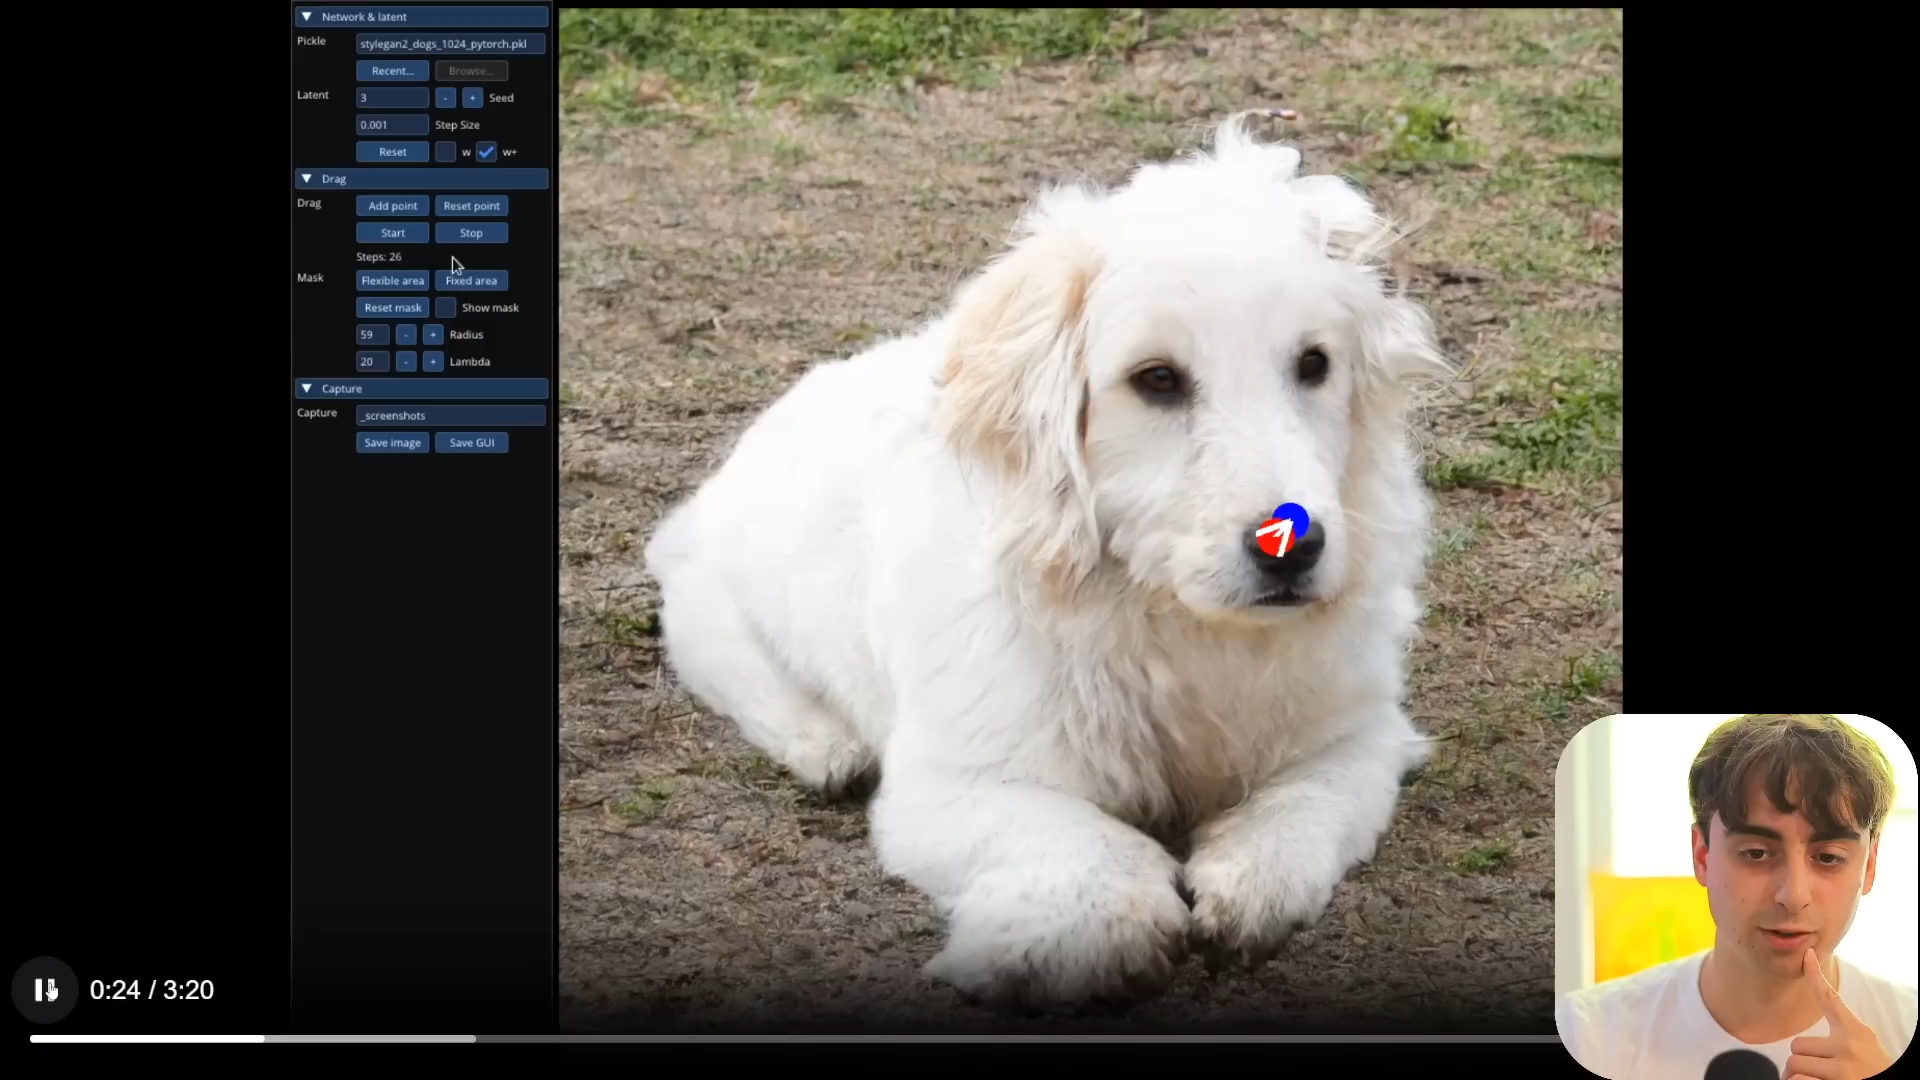 Network & latent
Pickle stylegan2_dogs_1024_pytorch.pkl
Recent... Browse...
Latent 3 - + Seed
0.001 Step Size
Reset w w+
Drag
Drag Add point Reset point
Start Stop
Steps: 26
Mask Flexible area Fixed area
Reset mask Show mask
59 - + Radius
20 - + Lambda
Capture
Capture _screenshots
Save image Save GUI
0:24 / 3:20